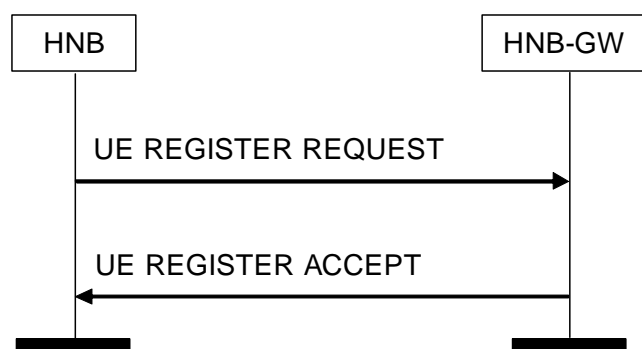 HNB
HNB-GW
UE REGISTER REQUEST
UE REGISTER ACCEPT